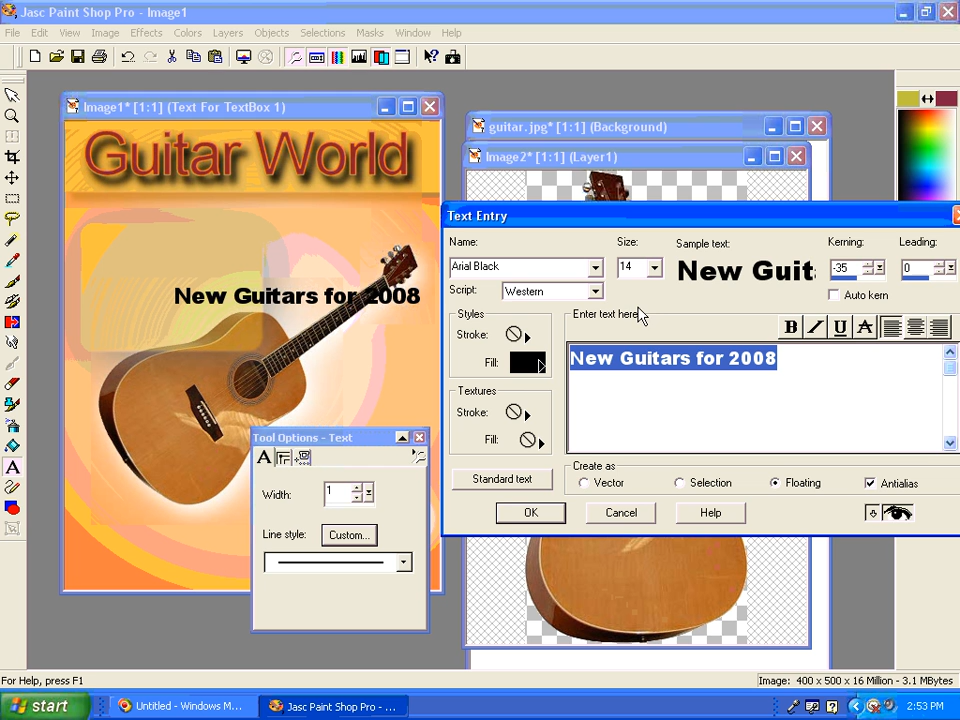 Jasc Paint Shop Pro - Image1
File Edit View Image Effects Colors Layers Objects Selections Masks Window Help
Image1* [1:1] (Text For TextBox 1)
guitar.jpg* [1:1] (Background)
Image2* [1:1] (Layer1)
Guitar World
New Guitars for 2008
Text Entry
Name: Size: Sample text: Kerning: Leading:
Arial Black 14 New Guit -35 0
Script: Western Auto kern
Styles Enter text here
Stroke: B I U A
Fill: New Guitars for 2008
Textures
Stroke:
Fill:
Standard text
Create as
Vector Selection Floating Antialias
OK Cancel Help
Tool Options - Text
A
Width: 1
Line style: Custom...
For Help, press F1 Image: 400 x 500 x 16 Million - 3.1 MBytes
start Untitled - Windows M... Jasc Paint Shop Pro - ... 2:53 PM